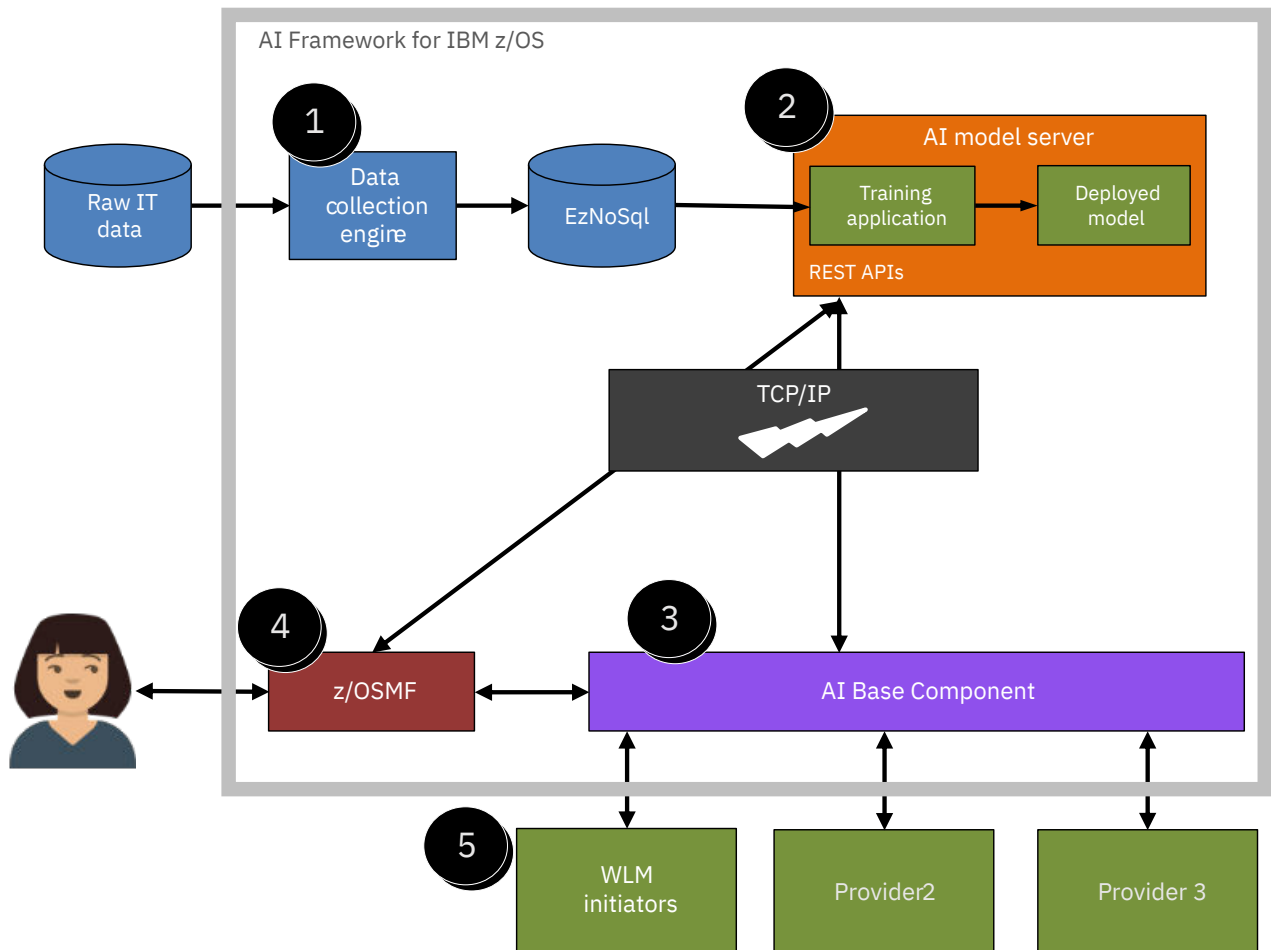 AI Framework for IBM z/OS
1
2
AI model server
Raw IT
data
Data
collection
engine
EzNoSql
Training
application
Deployed
model
REST APIs
TCP/IP
4
3
z/OSMF
AI Base Component
5
WLM
initiators
Provider2
Provider 3